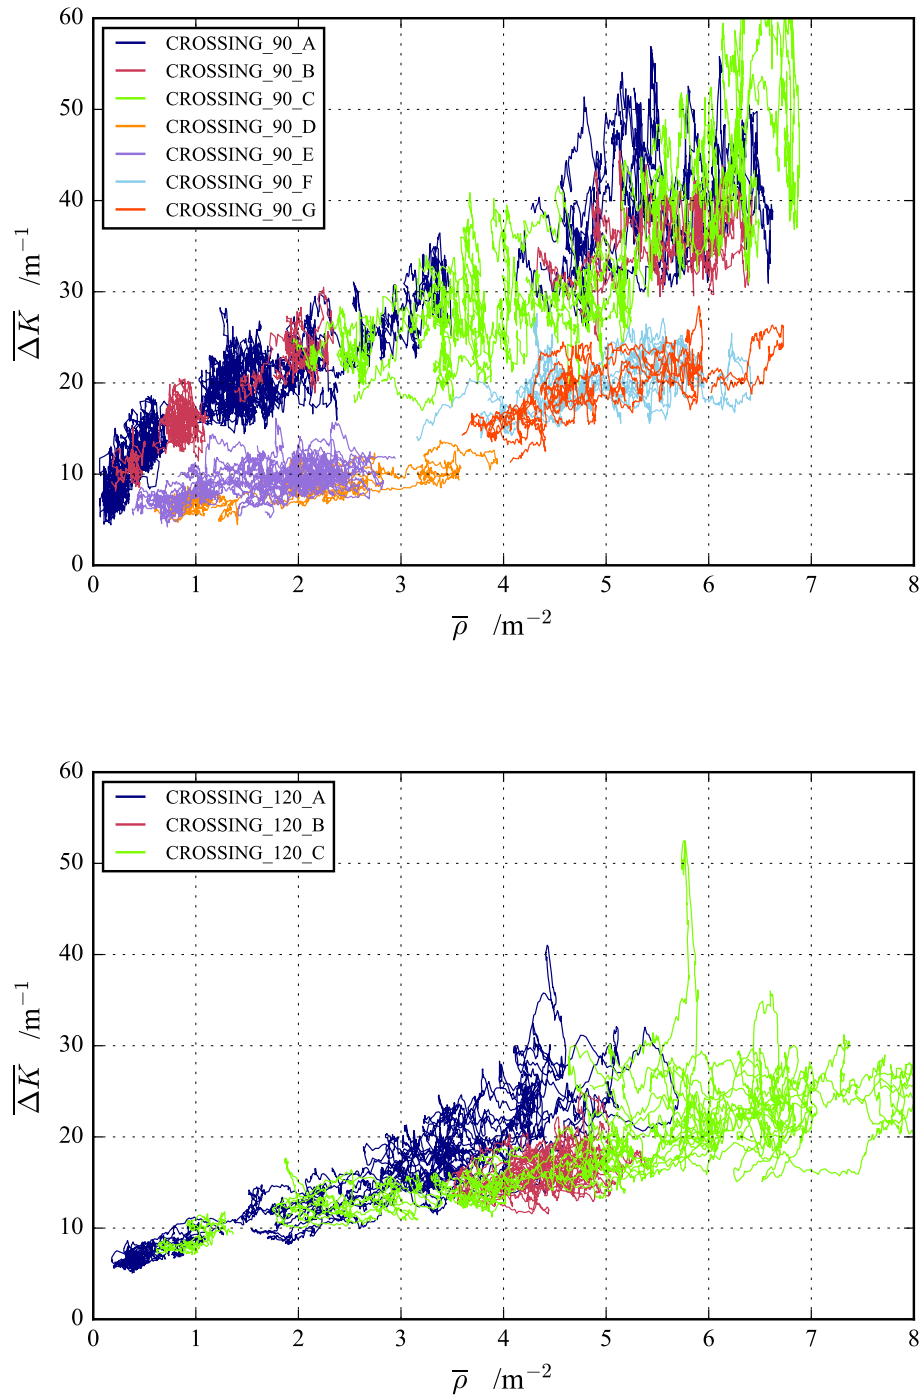 60
50
40
30
20
10
0
0 1 2 3 4 5 6 7 8
ΔK /m⁻¹
ρ /m⁻²
CROSSING_90_A
CROSSING_90_B
CROSSING_90_C
CROSSING_90_D
CROSSING_90_E
CROSSING_90_F
CROSSING_90_G
60
50
40
30
20
10
0
0 1 2 3 4 5 6 7 8
ΔK /m⁻¹
ρ /m⁻²
CROSSING_120_A
CROSSING_120_B
CROSSING_120_C